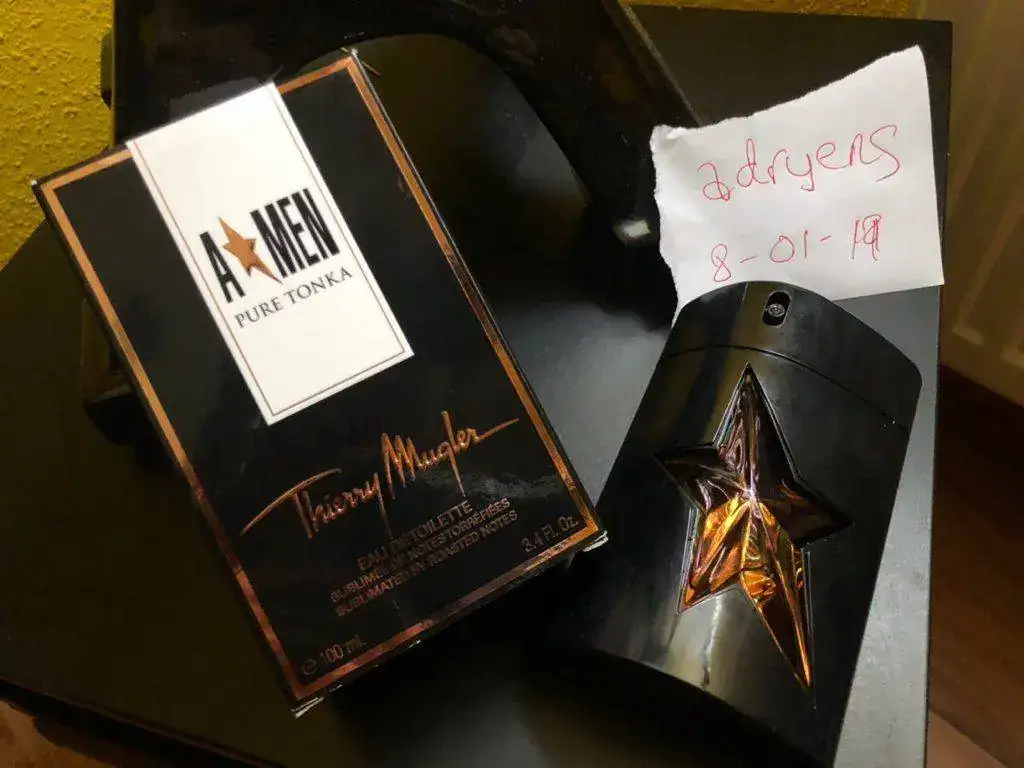 A★MEN
PURE TONKA
Thierry Mugler
EAU DE TOILETTE
SUBLIMÉE DE NOTES TORRÉFIÉES
SUBLIMATED BY ROASTED NOTES
3.4 Fl. Oz.
e 100 mL
adryens
8-01-19